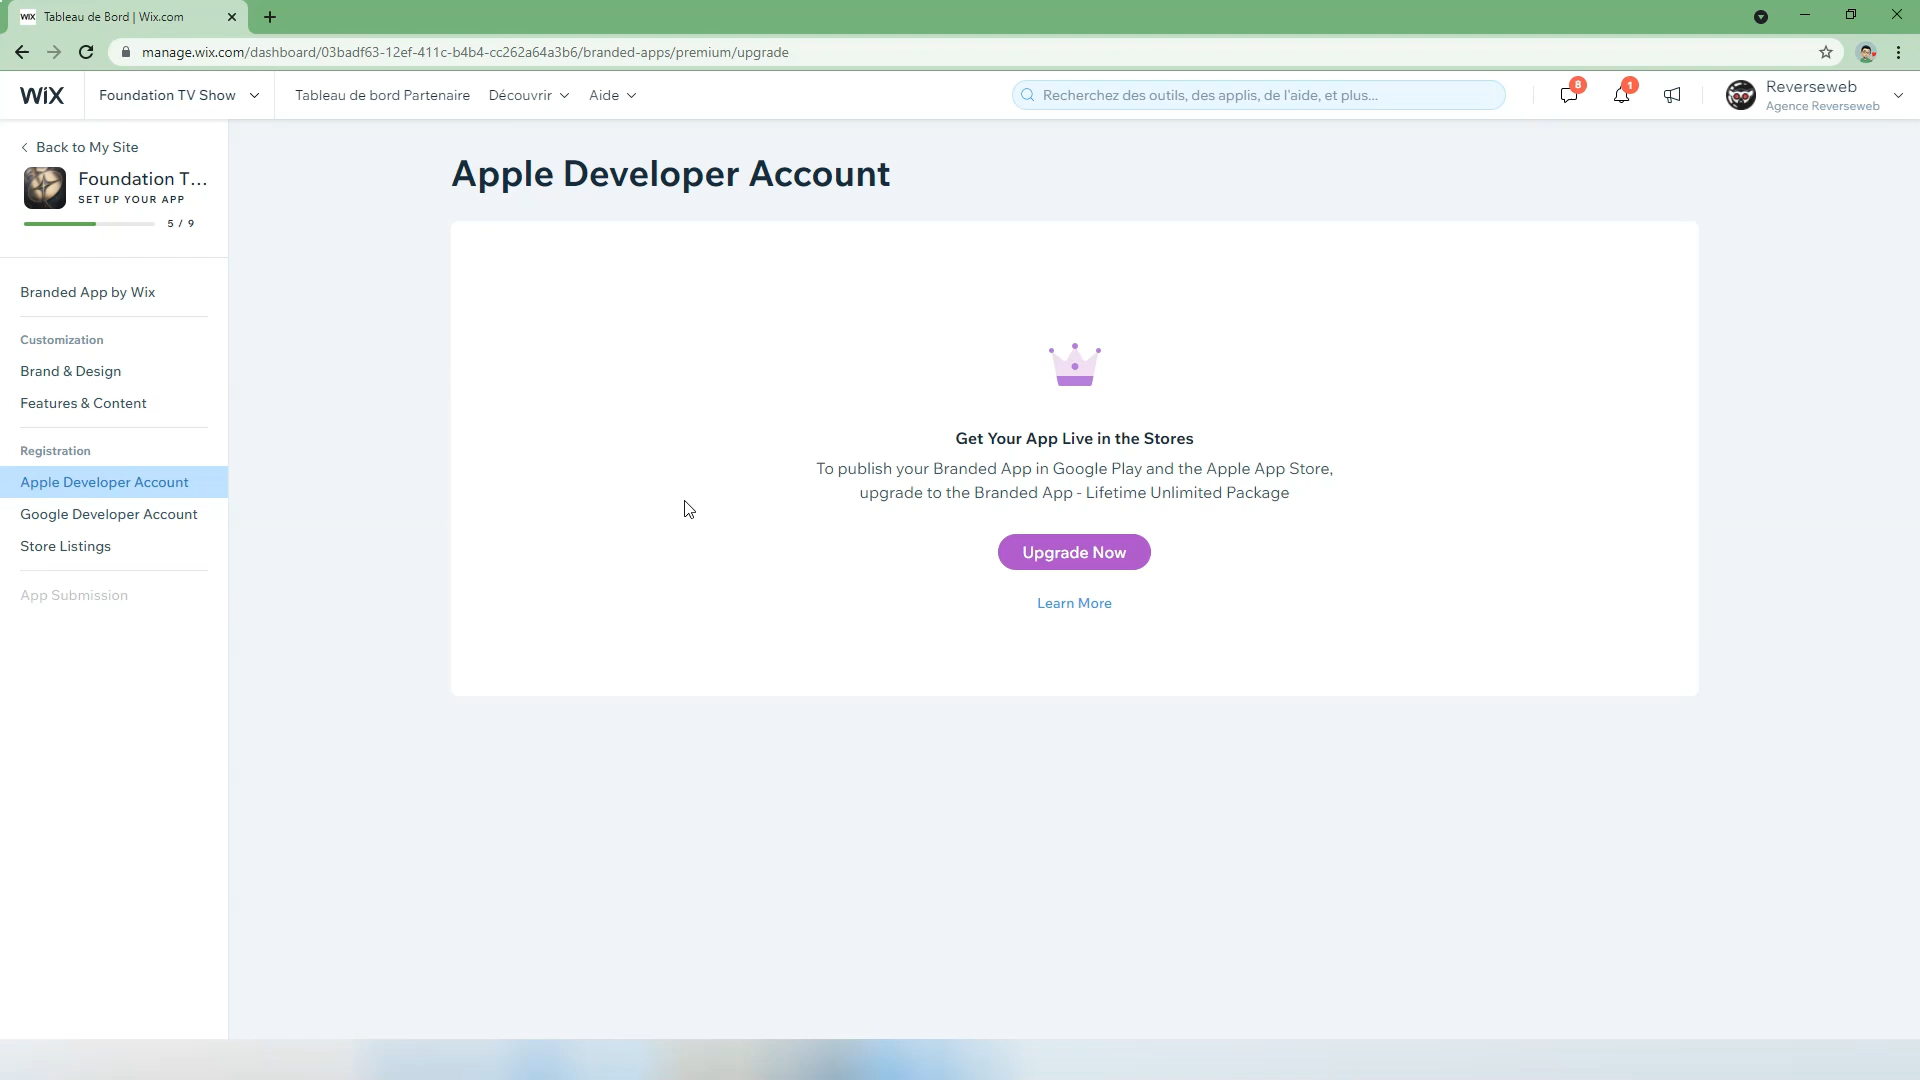 WIX Tableau de Bord | Wix.com
manage.wix.com/dashboard/03badf63-12ef-411c-b4b4-cc262a64a3b6/branded-apps/premium/upgrade
WIX Foundation TV Show Tableau de bord Partenaire Découvrir Aide Recherchez des outils, des applis, de l'aide, et plus... 8 1 Reverseweb
Agence Reverseweb
Back to My Site
Foundation T...
SET UP YOUR APP
5 / 9
Branded App by Wix
Customization
Brand & Design
Features & Content
Registration
Apple Developer Account
Google Developer Account
Store Listings
App Submission
Apple Developer Account
Get Your App Live in the Stores
To publish your Branded App in Google Play and the Apple App Store,
upgrade to the Branded App - Lifetime Unlimited Package
Upgrade Now
Learn More